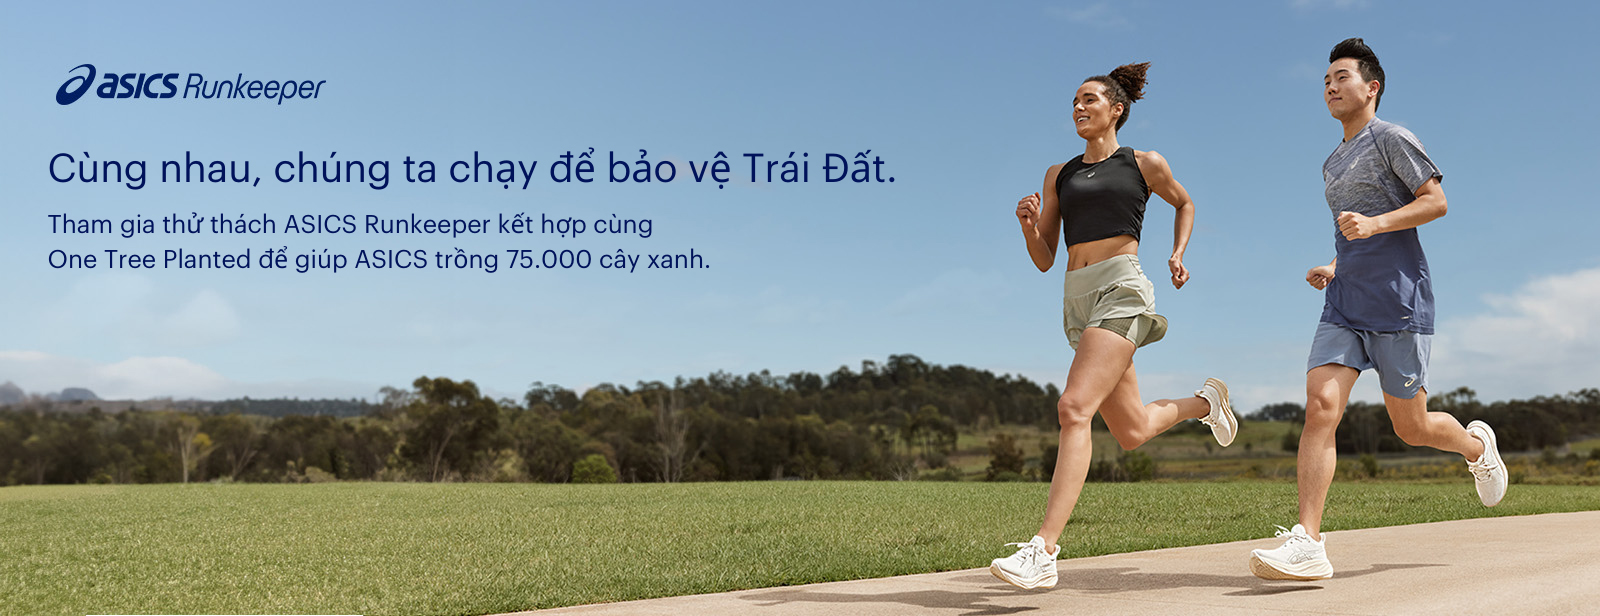 asics Runkeeper
Cùng nhau, chúng ta chạy để bảo vệ Trái Đất.
Tham gia thử thách ASICS Runkeeper kết hợp cùng
One Tree Planted để giúp ASICS trồng 75.000 cây xanh.